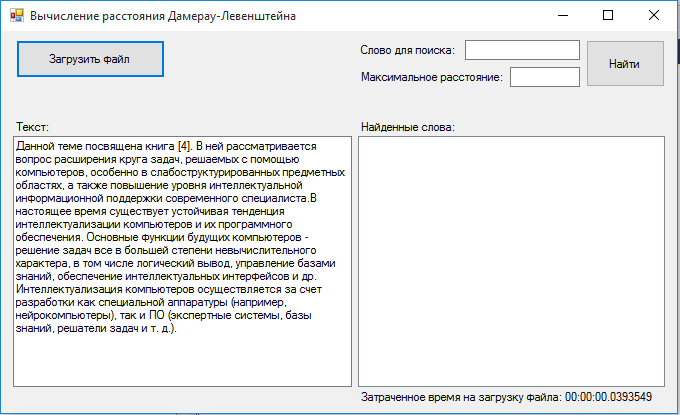 Вычисление расстояния Дамерау-Левенштейна
Загрузить файл
Слово для поиска:
Максимальное расстояние:
Найти
Текст:
Данной теме посвящена книга [4]. В ней рассматривается
вопрос расширения круга задач, решаемых с помощью
компьютеров, особенно в слабоструктурированных предметных
областях, а также повышение уровня интеллектуальной
информационной поддержки современного специалиста.В
настоящее время существует устойчивая тенденция
интеллектуализации компьютеров и их программного
обеспечения. Основные функции будущих компьютеров -
решение задач все в большей степени невычислительного
характера, в том числе логический вывод, управление базами
знаний, обеспечение интеллектуальных интерфейсов и др.
Интеллектуализация компьютеров осуществляется за счет
разработки как специальной аппаратуры (например,
нейрокомпьютеры), так и ПО (экспертные системы, базы
знаний, решатели задач и т. д.).
Найденные слова:
Затраченное время на загрузку файла: 00:00:00.0393549